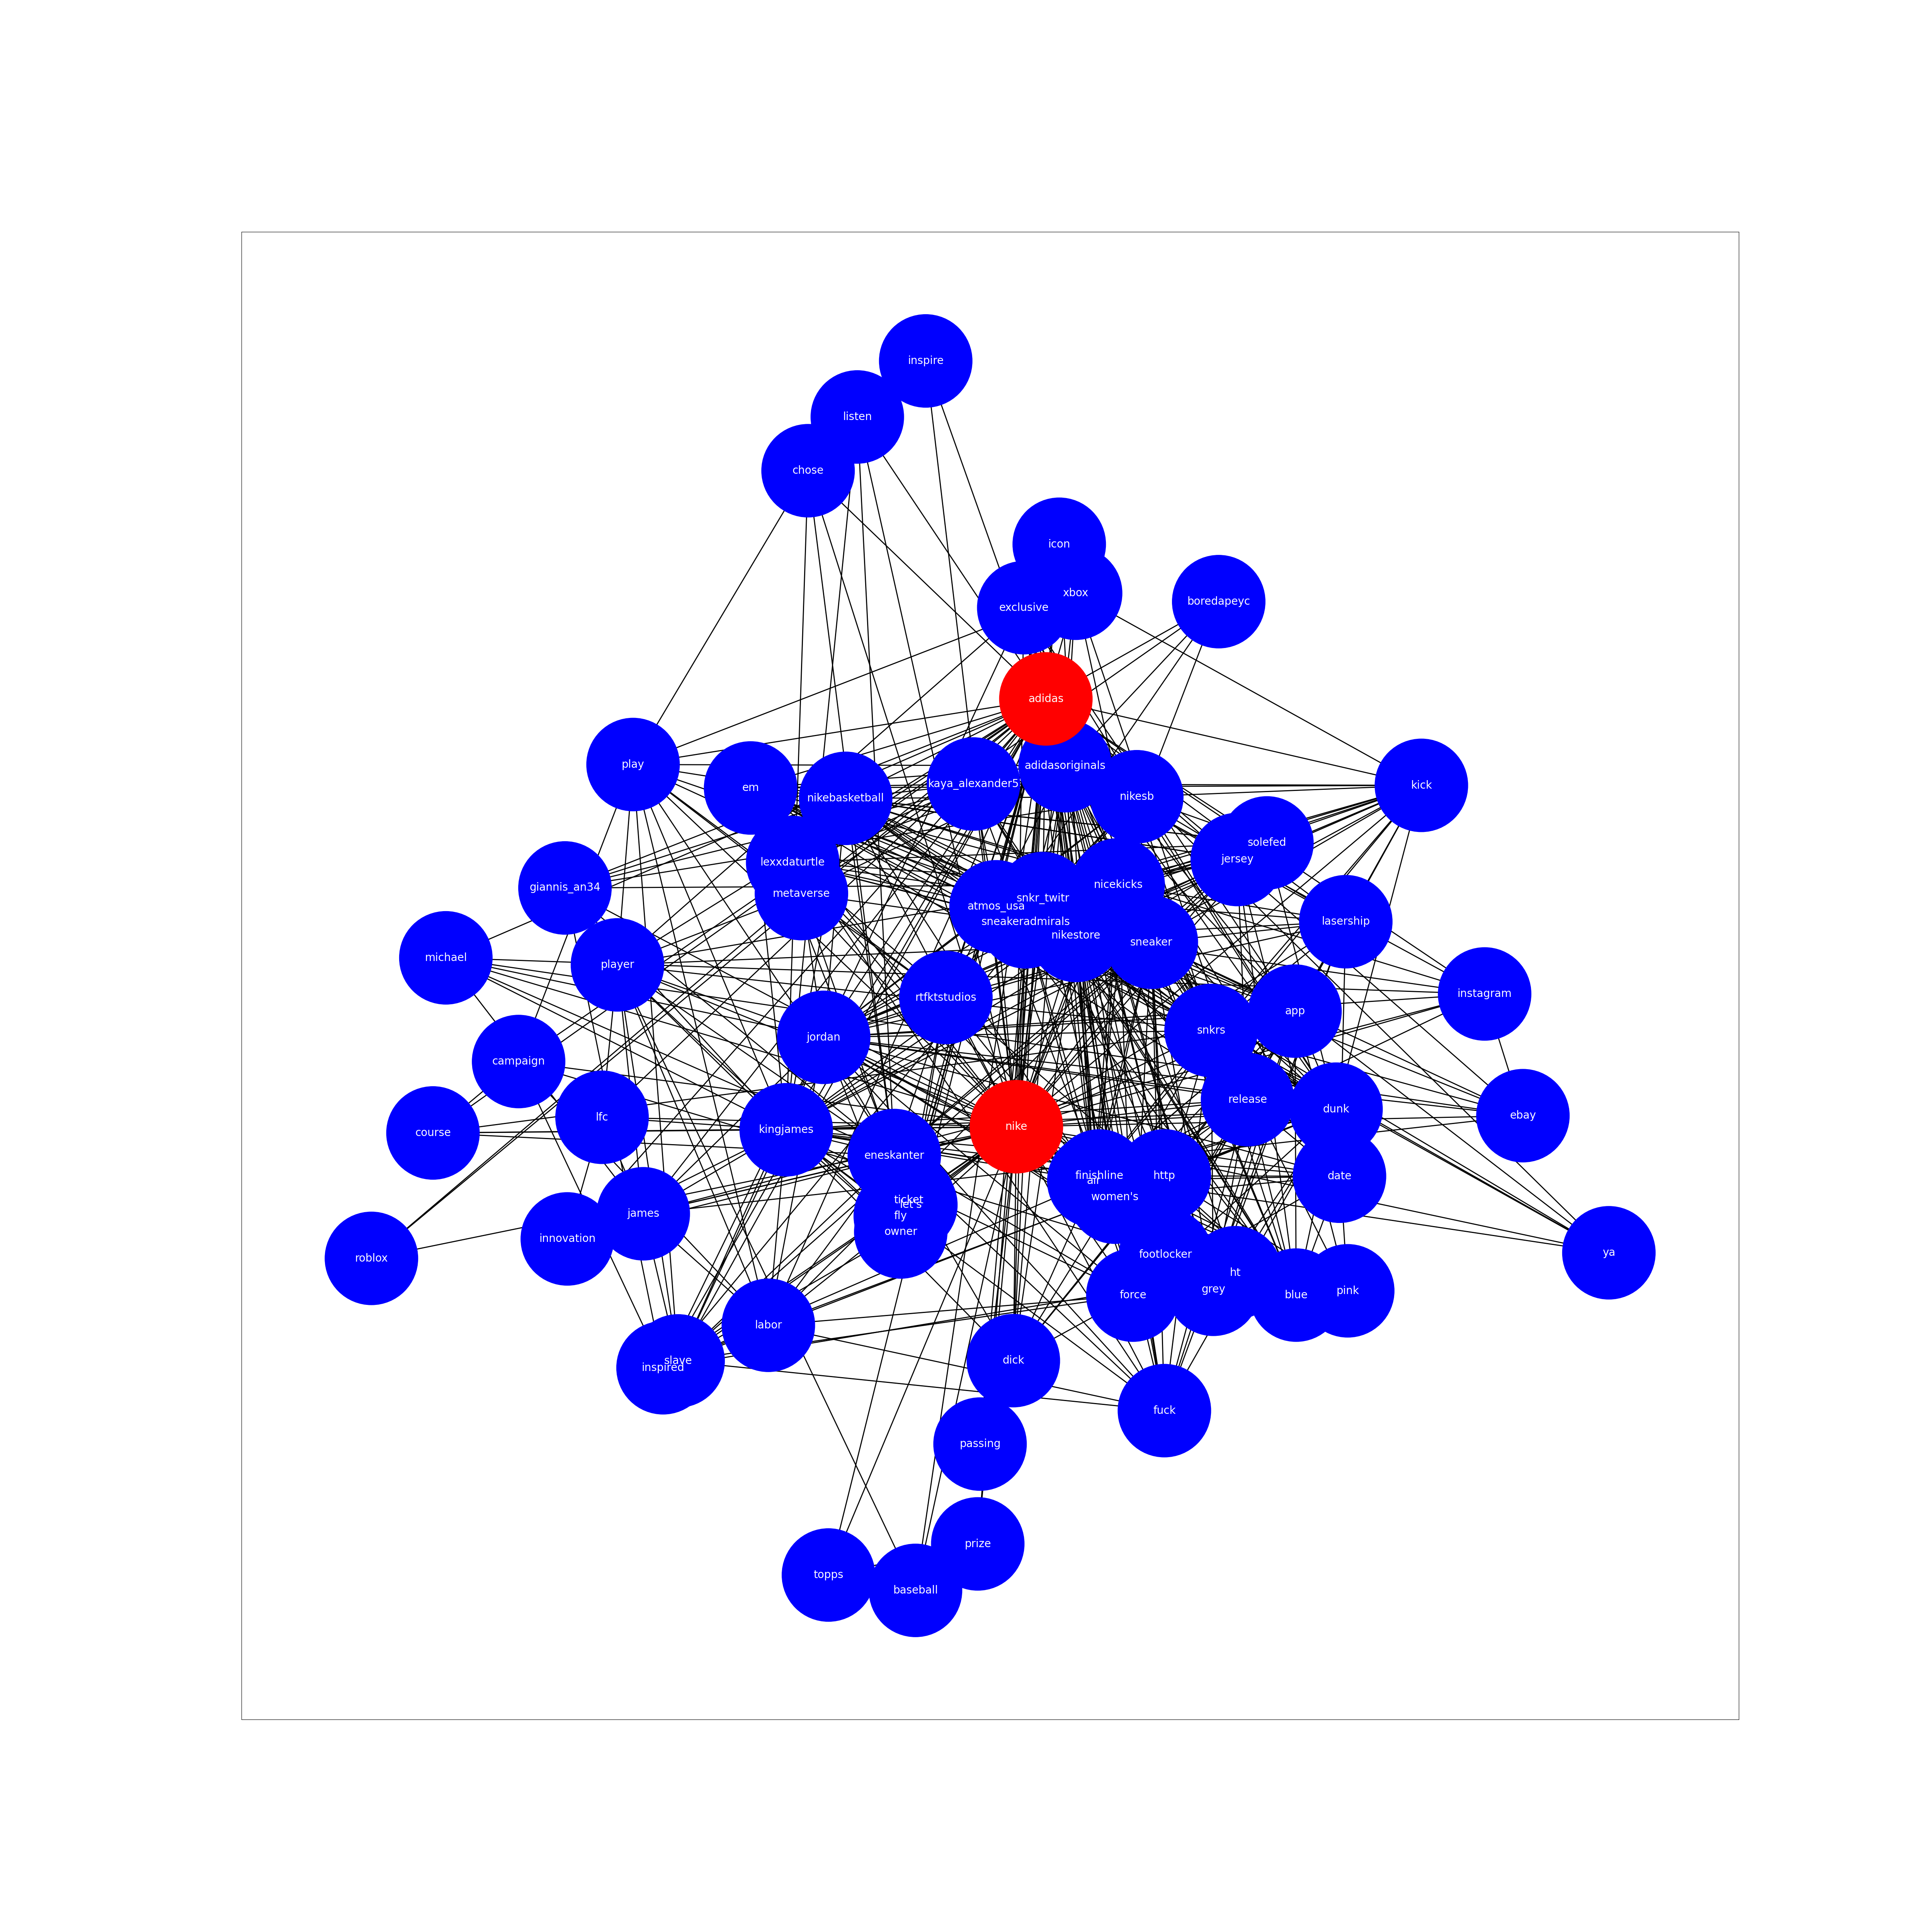 inspire
listen
chose
icon
xbox
boredapeyc
exclusive
adidas
play
adidasoriginals
kaya_alexander5
kick
em
nikebasketball
nikesb
solefed
jersey
lexxdaturtle
nicekicks
giannis_an34
metaverse
snkr_twitr
atmos_usa
sneakeradmirals
lasership
nikestore
sneaker
michael
player
instagram
rtfktstudios
app
snkrs
jordan
campaign
release
dunk
lfc
ebay
nike
kingjames
course
eneskanter
finishline
http
date
air
women's
ticket
let's
fly
james
owner
innovation
footlocker
ya
roblox
ht
grey
blue
pink
force
labor
slave
inspired
dick
fuck
passing
prize
topps
baseball